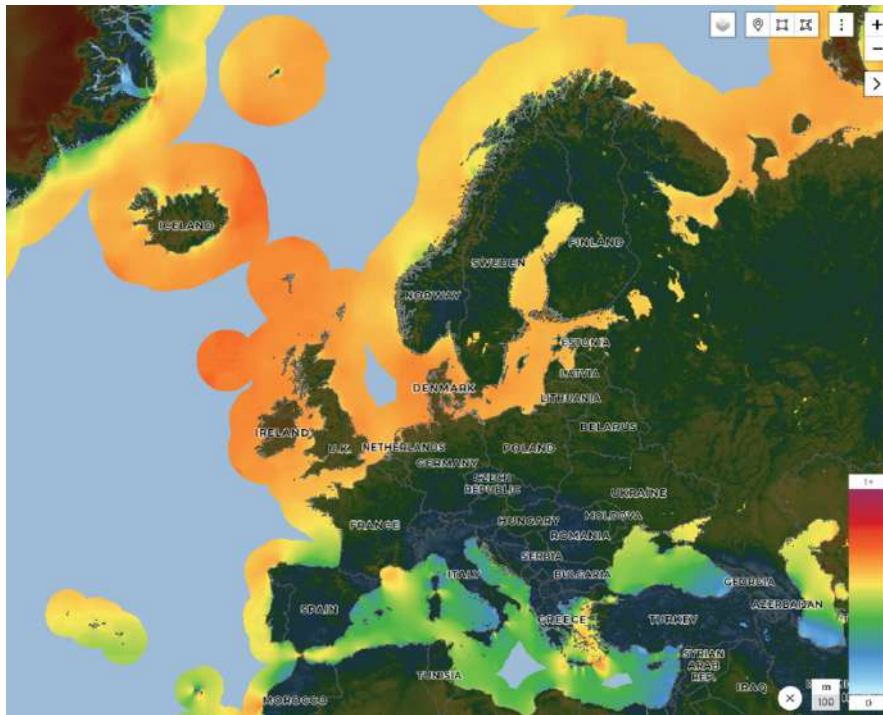 ICELAND
FINLAND
SWEDEN
NORWAY
ESTONIA
LATVIA
DENMARK
LITHUANIA
BELARUS
IRELAND
U.K.
NETHERLANDS
POLAND
GERMANY
CZECH
REPUBLIC
UKRAINE
FRANCE
HUNGARY
MOLDOVA
ROMANIA
SERBIA
ITALY
BULGARIA
GEORGIA
SPAIN
GREECE
TURKEY
AZERBAIJAN
SYRIAN
ARAB
REP.
TUNISIA
IRAQ
MOROCCO
m
100
0